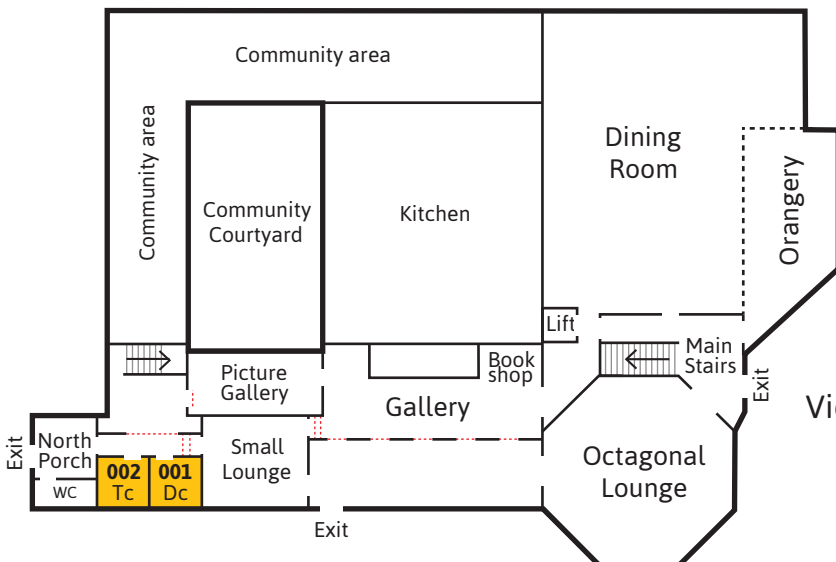 Community area
Community area
Dining
Room
Orangery
Community
Courtyard
Kitchen
Lift
Book
shop
Main
Stairs
Picture
Gallery
Gallery
Exit
Exit
North
Porch
WC
002
Tc
001
Dc
Small
Lounge
Octagonal
Lounge
Exit